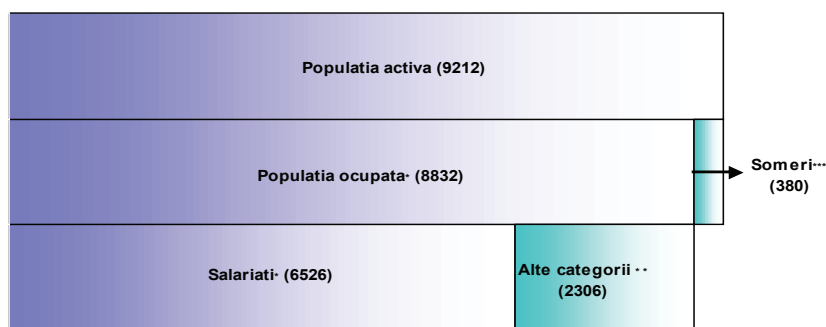 Populatia activa (9212)
Populatia ocupata* (8832)
Someri***
(380)
Salariati* (6526)
Alte categorii **
(2306)